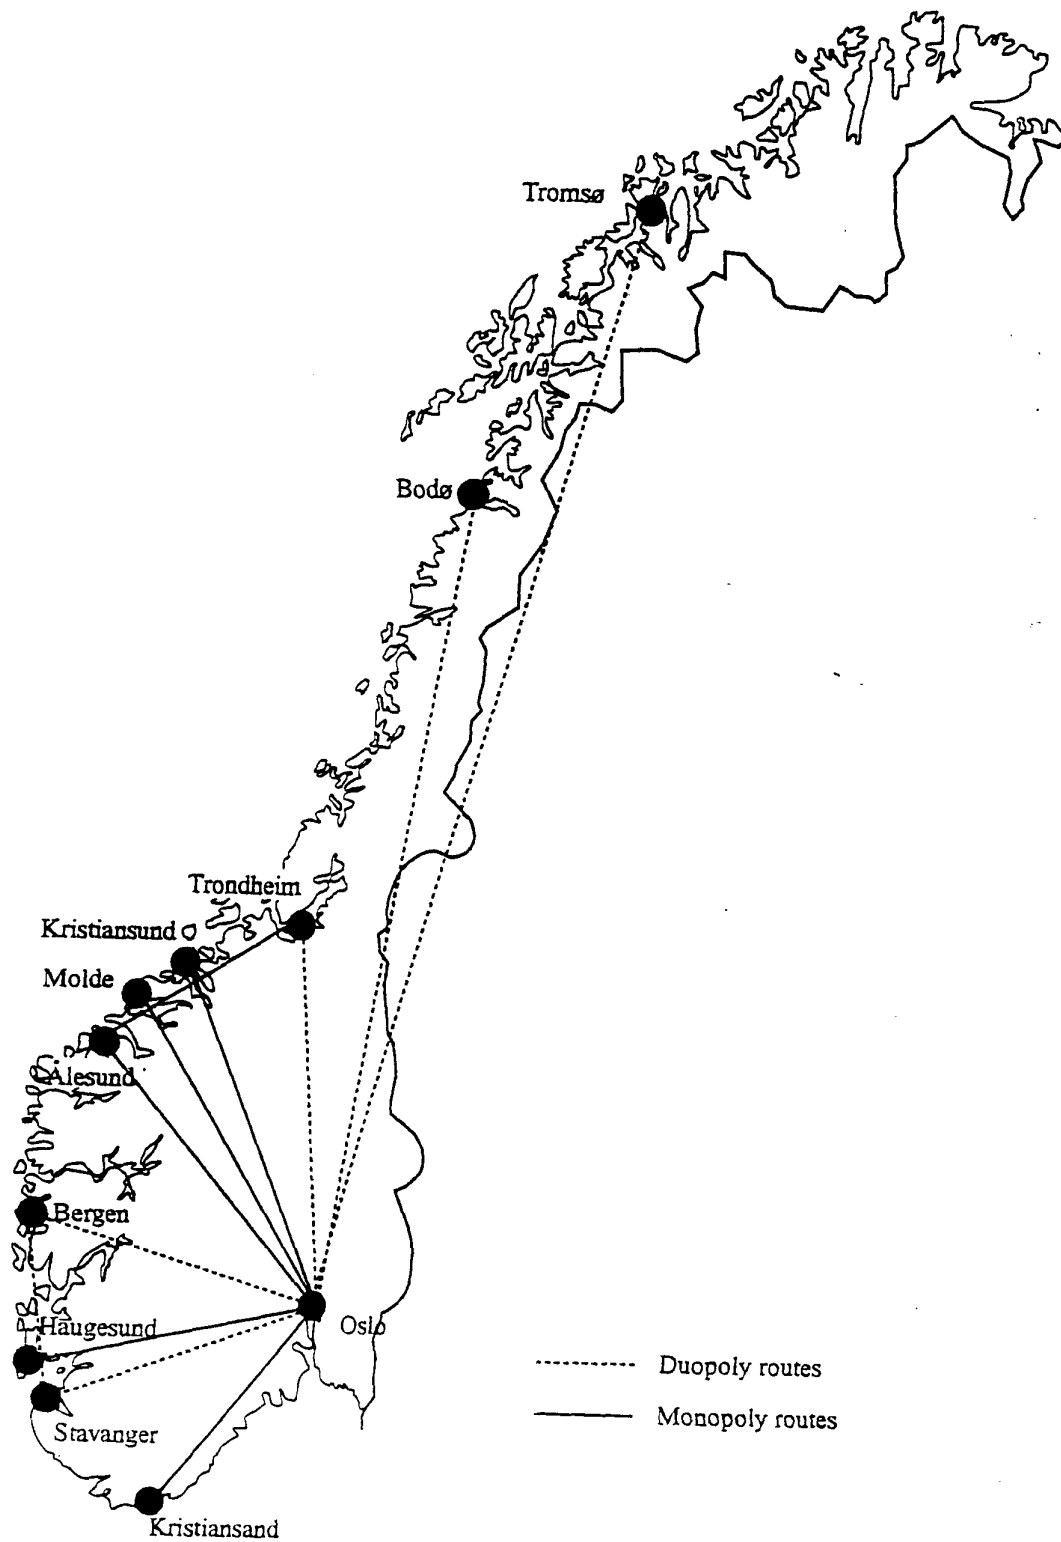 Tromsø
Bodø
Trondheim
Kristiansund
Molde
Ålesund
Bergen
Haugesund
Oslo
Duopoly routes
Stavanger
Monopoly routes
Kristiansand